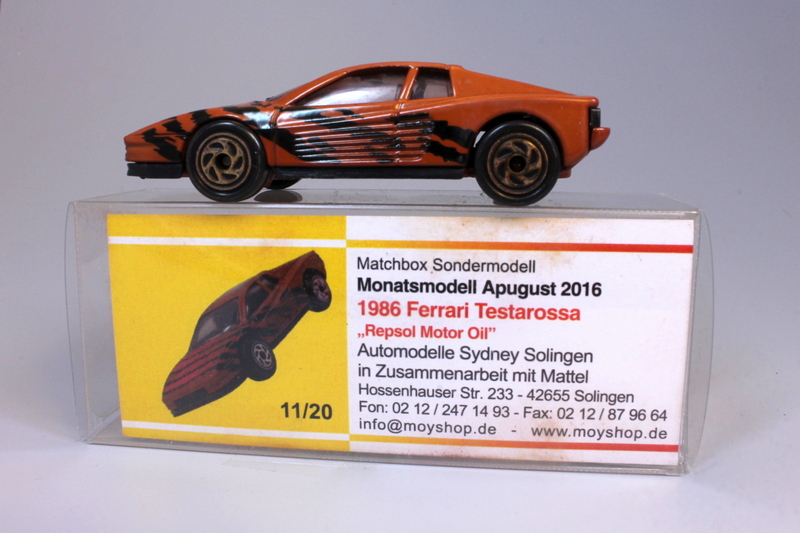 Matchbox Sondermodell
Monatsmodell Apugust 2016
1986 Ferrari Testarossa
„Repsol Motor Oil"
Automodelle Sydney Solingen
in Zusammenarbeit mit Mattel
Hossenhauser Str. 233 - 42655 Solingen
Fon: 02 12 / 247 14 93 - Fax: 02 12 / 87 96 64
info@moyshop.de - www.moyshop.de
11/20